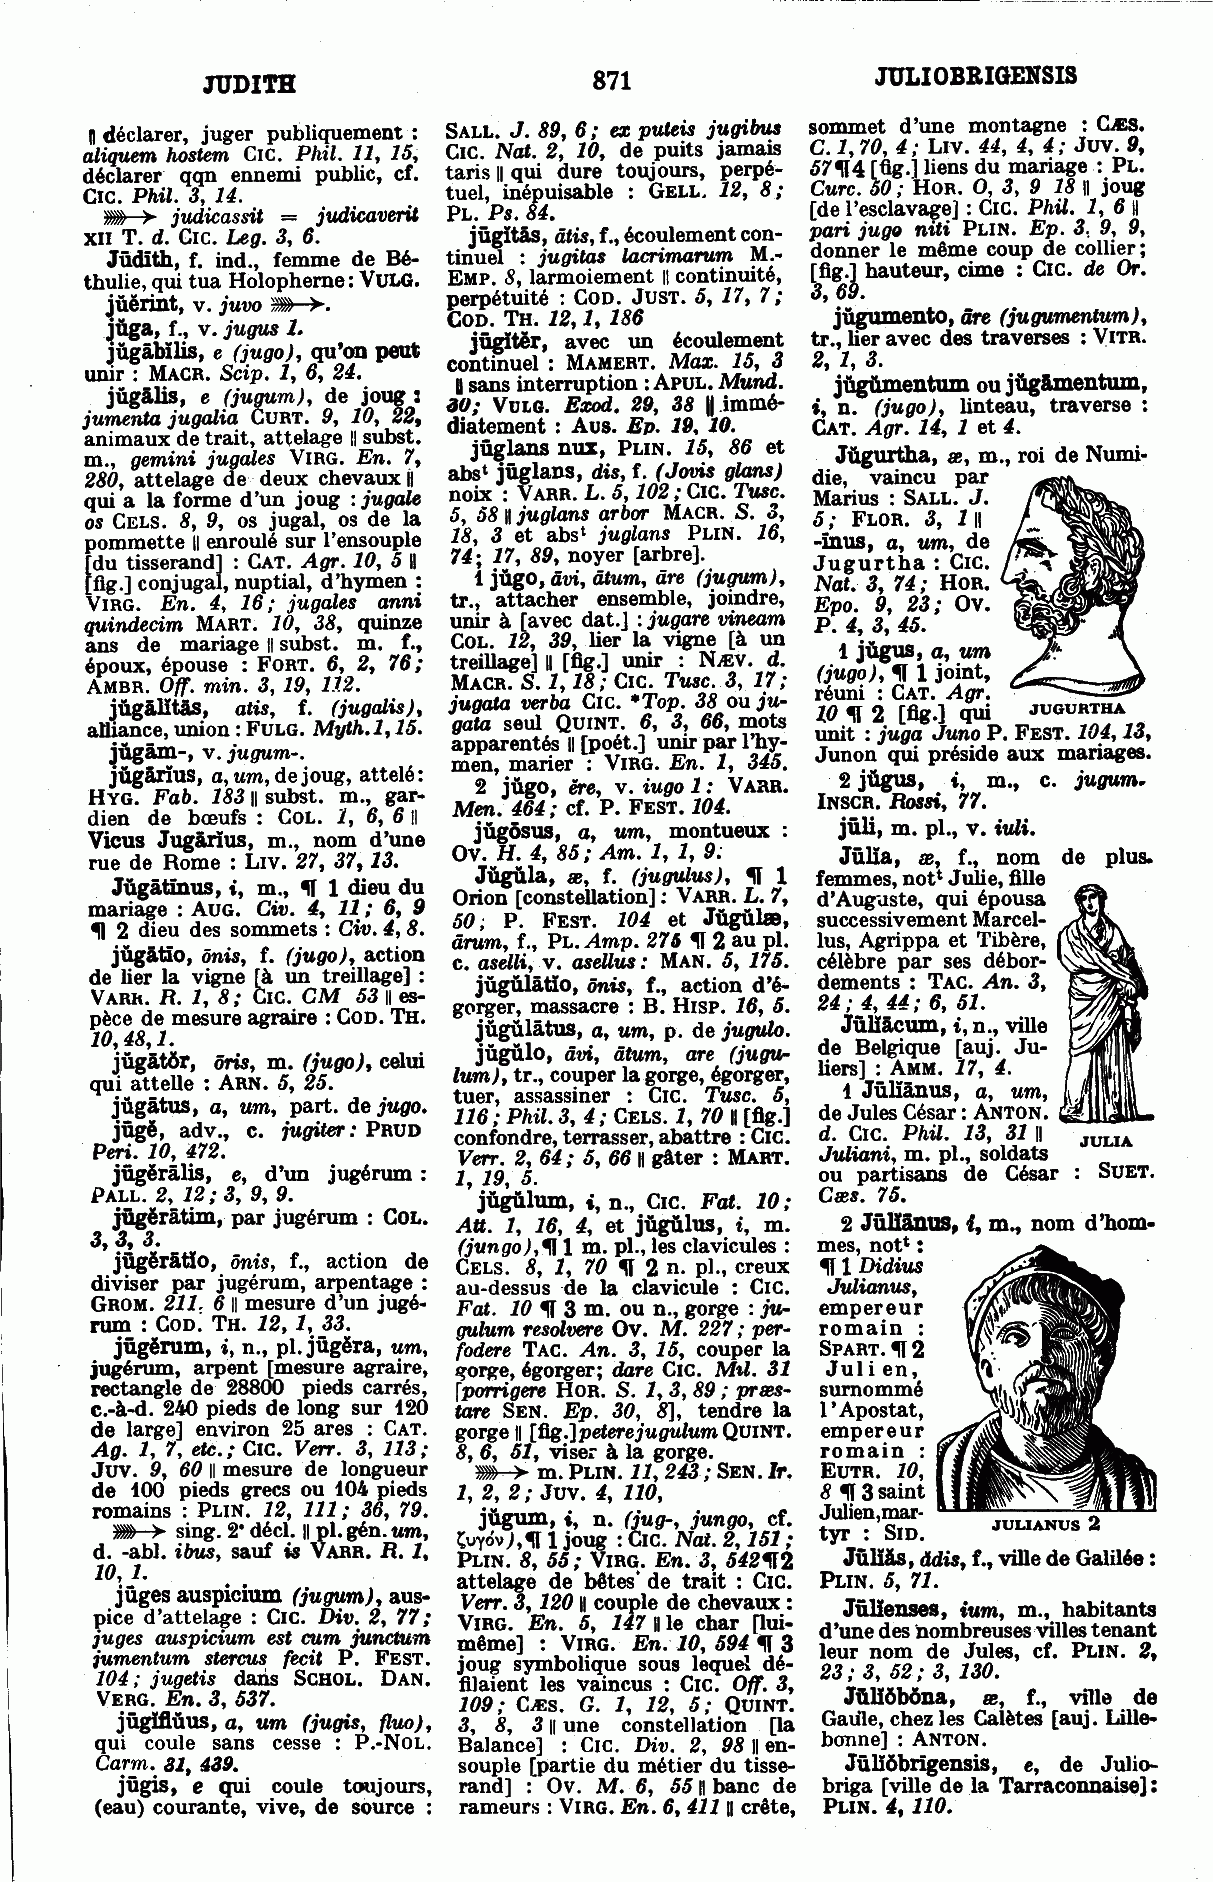 JUDITH
871
JULIOBRIGENSIS
|| déclarer, juger publiquement :
aliquem hostem CIC. Phil. 11, 15,
déclarer qqn ennemi public, cf.
CIC. Phil. 3, 14.
⟶ judicassit = judicaverit
XII T. d. CIC. Leg. 3, 6.
Jūdīth, f. ind., femme de Bé-
thulie, qui tua Holopherne : VULG.
jŭĕrint, v. juvo ⟶.
jŭga, f., v. jugus 1.
jŭgābĭlis, e (jugo), qu'on peut
unir : MACR. Scip. 1, 6, 24.
jŭgālis, e (jugum), de joug :
jumenta jugalia CURT. 9, 10, 22,
animaux de trait, attelage || subst.
m., gemini jugales VIRG. En. 7,
280, attelage de deux chevaux ||
qui a la forme d'un joug : jugale
os CELS. 8, 9, os jugal, os de la
pommette || enroulé sur l'ensouple
[du tisserand] : CAT. Agr. 10, 5 ||
[fig.] conjugal, nuptial, d'hymen :
VIRG. En. 4, 16 ; jugales anni
quindecim MART. 10, 38, quinze
ans de mariage || subst. m. f.,
époux, épouse : FORT. 6, 2, 76 ;
AMBR. Off. min. 3, 19, 112.
jŭgālĭtās, atis, f. (jugalis),
alliance, union : FULG. Myth. 1, 15.
jŭgām-, v. jugum-.
jŭgārĭus, a, um, de joug, attelé :
HYG. Fab. 183 || subst. m., gar-
dien de bœufs : COL. 1, 6, 6 ||
Vicus Jugārĭus, m., nom d'une
rue de Rome : LIV. 27, 37, 13.
Jŭgātīnus, i, m., ¶ 1 dieu du
mariage : AUG. Civ. 4, 11 ; 6, 9
¶ 2 dieu des sommets : Civ. 4, 8.
jŭgātĭo, ōnis, f. (jugo), action
de lier la vigne [à un treillage] :
VARR. R. 1, 8 ; CIC. CM 53 || es-
pèce de mesure agraire : COD. TH.
10, 48, 1.
jŭgātŏr, ōris, m. (jugo), celui
qui attelle : ARN. 5, 25.
jŭgātus, a, um, part. de jugo.
jūgĕ, adv., c. jugiter : PRUD
Peri. 10, 472.
jūgĕrālis, e, d'un jugérum :
PALL. 2, 12 ; 3, 9, 9.
jūgĕrātim, par jugérum : COL.
3, 3, 3.
jūgĕrātĭo, ōnis, f., action de
diviser par jugérum, arpentage :
GROM. 211, 6 || mesure d'un jugé-
rum : COD. TH. 12, 1, 33.
jūgĕrum, i, n., pl. jūgĕra, um,
jugérum, arpent [mesure agraire,
rectangle de 28800 pieds carrés,
c.-à-d. 240 pieds de long sur 120
de large] environ 25 ares : CAT.
Ag. 1, 7, etc. ; CIC. Verr. 3, 113 ;
JUV. 9, 60 || mesure de longueur
de 100 pieds grecs ou 104 pieds
romains : PLIN. 12, 111 ; 36, 79.
⟶ sing. 2e décl. || pl. gén. um,
d. -abl. ibus, sauf is VARR. R. 1,
10, 1.
jūges auspicium (jugum), aus-
pice d'attelage : CIC. Div. 2, 77 ;
juges auspicium est cum junctum
jumentum stercus fecit P. FEST.
104 ; jugetis dans SCHOL. DAN.
VERG. En. 3, 537.
jūgĭflŭus, a, um (jugis, fluo),
qui coule sans cesse : P.-NOL.
Carm. 31, 439.
jūgis, e qui coule toujours,
(eau) courante, vive, de source :
SALL. J. 89, 6 ; ex puteis jugibus
CIC. Nat. 2, 10, de puits jamais
taris || qui dure toujours, perpé-
tuel, inépuisable : GELL. 12, 8 ;
PL. Ps. 84.
jūgĭtās, ātis, f., écoulement con-
tinuel : jugitas lacrimarum M.-
EMP. 8, larmoiement || continuité,
perpétuité : COD. JUST. 5, 17, 7 ;
COD. TH. 12, 1, 186
jūgĭtĕr, avec un écoulement
continuel : MAMERT. Max. 15, 3
|| sans interruption : APUL. Mund.
30 ; VULG. Exod. 29, 38 || immé-
diatement : AUS. Ep. 19, 10.
jūglans nux, PLIN. 15, 86 et
abst jūglans, dis, f. (Jovis glans)
noix : VARR. L. 5, 102 ; CIC. Tusc.
5, 58 || juglans arbor MACR. S. 3,
18, 3 et abst juglans PLIN. 16,
74 ; 17, 89, noyer [arbre].
1 jŭgo, āvi, ātum, āre (jugum),
tr., attacher ensemble, joindre,
unir à [avec dat.] : jugare vineam
COL. 12, 39, lier la vigne [à un
treillage] || [fig.] unir : NÆV. d.
MACR. S. 1, 18 ; CIC. Tusc. 3, 17 ;
jugata verba CIC. *Top. 38 ou ju-
gata seul QUINT. 6, 3, 66, mots
apparentés || [poét.] unir par l'hy-
men, marier : VIRG. En. 1, 345.
2 jŭgo, ĕre, v. iugo 1 : VARR.
Men. 464 ; cf. P. FEST. 104.
jŭgōsus, a, um, montueux :
OV. H. 4, 85 ; Am. 1, 1, 9.
Jŭgŭla, æ, f. (jugulus), ¶ 1
Orion [constellation] : VARR. L. 7,
50 ; P. FEST. 104 et Jŭgŭlæ,
ārum, f., PL. Amp. 275 ¶ 2 au pl.
c. aselli, v. asellus : MAN. 5, 175.
jŭgŭlātĭo, ōnis, f., action d'é-
gorger, massacre : B. HISP. 16, 5.
jŭgŭlātus, a, um, p. de jugulo.
jŭgŭlo, āvi, ātum, are (jugu-
lum), tr., couper la gorge, égorger,
tuer, assassiner : CIC. Tusc. 5,
116 ; Phil. 3, 4 ; CELS. 1, 70 || [fig.]
confondre, terrasser, abattre : CIC.
Verr. 2, 64 ; 5, 66 || gâter : MART.
1, 19, 5.
jŭgŭlum, i, n., CIC. Fat. 10 ;
Att. 1, 16, 4, et jŭgŭlus, i, m.
(jungo), ¶ 1 m. pl., les clavicules :
CELS. 8, 1, 70 ¶ 2 n. pl., creux
au-dessus de la clavicule : CIC.
Fat. 10 ¶ 3 m. ou n., gorge : ju-
gulum resolvere OV. M. 227 ; per-
fodere TAC. An. 3, 15, couper la
gorge, égorger ; dare CIC. Mil. 31
[porrigere HOR. S. 1, 3, 89 ; præs-
tare SEN. Ep. 30, 8], tendre la
gorge || [fig.] peterejugulum QUINT.
8, 6, 51, viser à la gorge.
⟶ m. PLIN. 11, 243 ; SEN. Ir.
1, 2, 2 ; JUV. 4, 110,
jŭgum, i, n. (jug-, jungo, cf.
ζυγόν), ¶ 1 joug : CIC. Nat. 2, 151 ;
PLIN. 8, 55 ; VIRG. En. 3, 542 ¶ 2
attelage de bêtes de trait : CIC.
Verr. 3, 120 || couple de chevaux :
VIRG. En. 5, 147 || le char [lui-
même] : VIRG. En. 10, 594 ¶ 3
joug symbolique sous lequel dé-
filaient les vaincus : CIC. Off. 3,
109 ; CÆS. G. 1, 12, 5 ; QUINT.
3, 8, 3 || une constellation [la
Balance] : CIC. Div. 2, 98 || en-
souple [partie du métier du tisse-
rand] : OV. M. 6, 55 || banc de
rameurs : VIRG. En. 6, 411 || crête,
sommet d'une montagne : CÆS.
C. 1, 70, 4 ; LIV. 44, 4, 4 ; JUV. 9,
57 ¶ 4 [fig.] liens du mariage : PL.
Curc. 50 ; HOR. O, 3, 9 18 || joug
[de l'esclavage] : CIC. Phil. 1, 6 ||
pari jugo niti PLIN. Ep. 3, 9, 9,
donner le même coup de collier ;
[fig.] hauteur, cime : CIC. de Or.
3, 69.
jŭgumento, āre (jugumentum),
tr., lier avec des traverses : VITR.
2, 1, 3.
jŭgŭmentum ou jŭgāmentum,
i, n. (jugo), linteau, traverse :
CAT. Agr. 14, 1 et 4.
Jŭgurtha, æ, m., roi de Numi-
die, vaincu par
Marius : SALL. J.
5 ; FLOR. 3, 1 ||
-īnus, a, um, de
Jugurtha : CIC.
Nat. 3, 74 ; HOR.
Epo. 9, 23 ; OV.
P. 4, 3, 45.
1 jŭgus, a, um
(jugo), ¶ 1 joint,
réuni : CAT. Agr.
10 ¶ 2 [fig.] qui
JUGURTHA
unit : juga Juno P. FEST. 104, 13,
Junon qui préside aux mariages.
2 jŭgus, i, m., c. jugum.
INSCR. Rossi, 77.
jūli, m. pl., v. iuli.
Jūlĭa, æ, f., nom de plus.
femmes, nott Julie, fille
d'Auguste, qui épousa
successivement Marcel-
lus, Agrippa et Tibère,
célèbre par ses débor-
dements : TAC. An. 3,
24 ; 4, 44 ; 6, 51.
Jūlĭăcum, i, n., ville
de Belgique [auj. Ju-
liers] : AMM. 17, 4.
1 Jūlĭānus, a, um,
de Jules César : ANTON.
d. CIC. Phil. 13, 31 ||
JULIA
Juliani, m. pl., soldats
ou partisans de César : SUET.
Cæs. 75.
2 Jūlĭānus, i, m., nom d'hom-
mes, nott :
¶ 1 Didius
Julianus,
empereur
romain :
SPART. ¶ 2
Julien,
surnommé
l'Apostat,
empereur
romain :
EUTR. 10,
8 ¶ 3 saint
Julien, mar-
tyr : SID.
JULIANUS 2
Jūlĭăs, ădis, f., ville de Galilée :
PLIN. 5, 71.
Jūlĭenses, ium, m., habitants
d'une des nombreuses villes tenant
leur nom de Jules, cf. PLIN. 2,
23 ; 3, 52 ; 3, 130.
Jūlĭŏbŏna, æ, f., ville de
Gaule, chez les Calètes [auj. Lille-
bonne] : ANTON.
Jūlĭŏbrīgensis, e, de Julio-
briga [ville de la Tarraconnaise] :
PLIN. 4, 110.